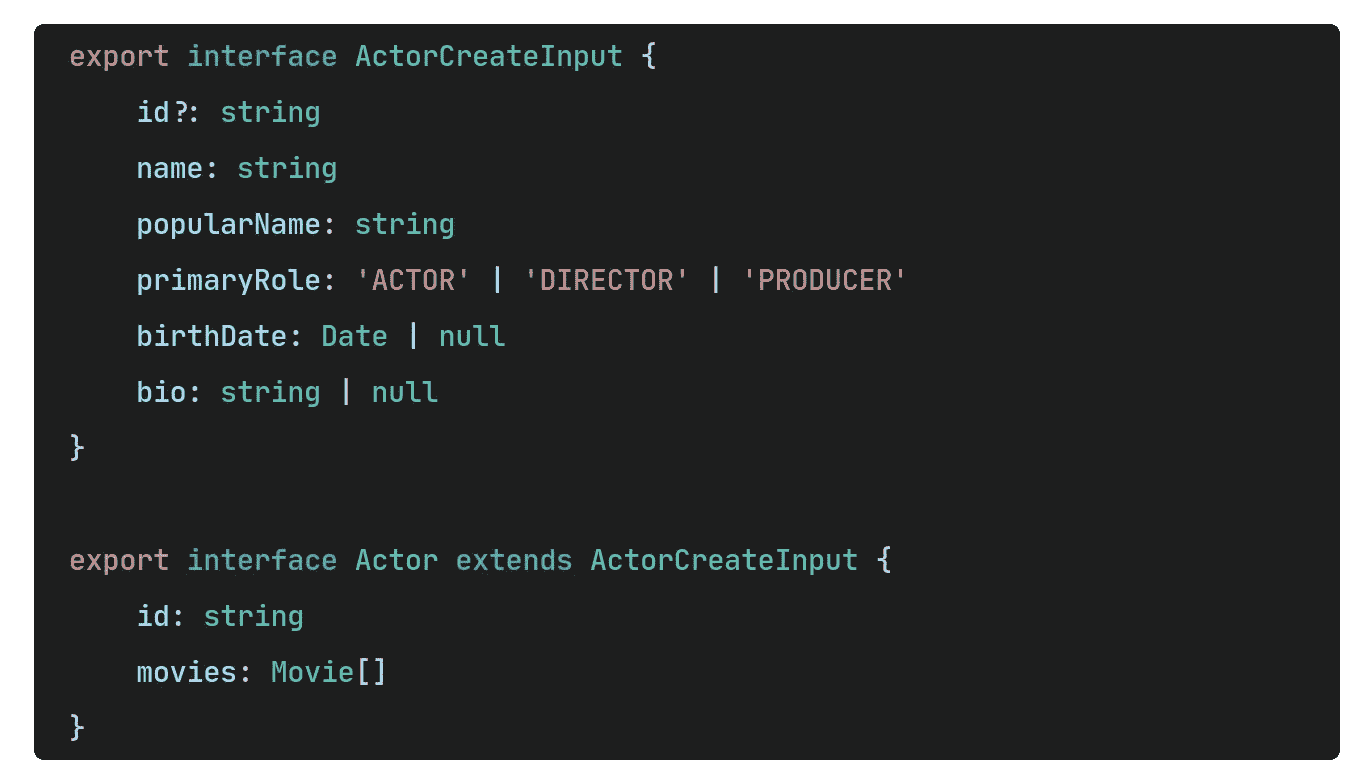 export interface ActorCreateInput {
    id?: string
    name: string
    popularName: string
    primaryRole: 'ACTOR' | 'DIRECTOR' | 'PRODUCER'
    birthDate: Date | null
    bio: string | null
}

export interface Actor extends ActorCreateInput {
    id: string
    movies: Movie[]
}